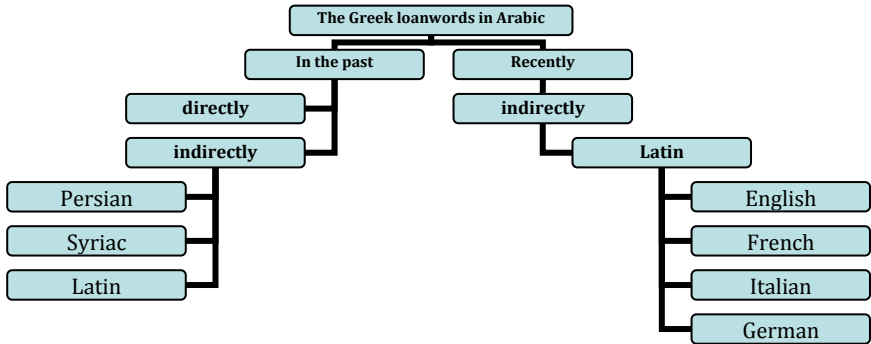 The Greek loanwords in Arabic
In the past
Recently
directly
indirectly
indirectly
Latin
Persian
Syriac
Latin
English
French
Italian
German